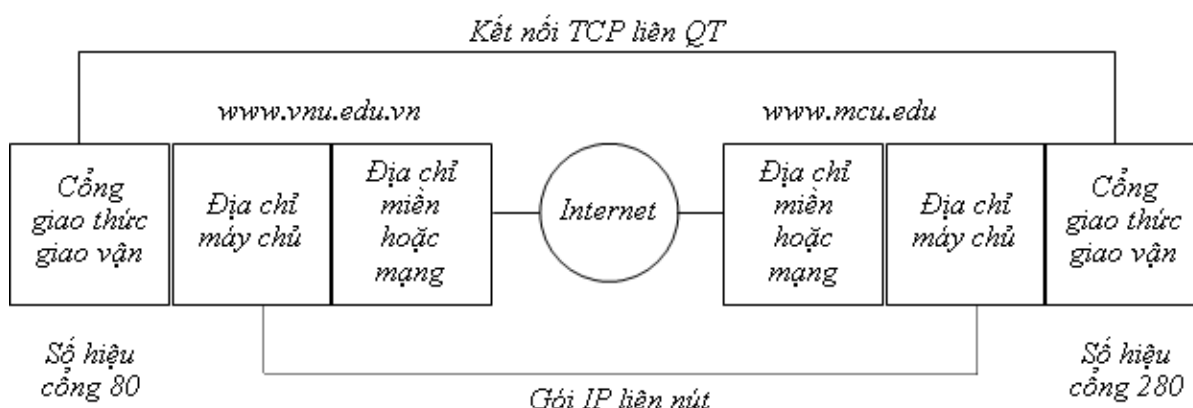 Kết nối TCP liên QT
www.vnu.edu.vn
www.mcu.edu
Cổng
giao thức
giao vận
Địa chỉ
máy chủ
Địa chỉ
miền
hoặc
mạng
Internet
Địa chỉ
miền
hoặc
mạng
Địa chỉ
máy chủ
Cổng
giao thức
giao vận
Số hiệu
cổng 80
Gói IP liên nút
Số hiệu
cổng 280